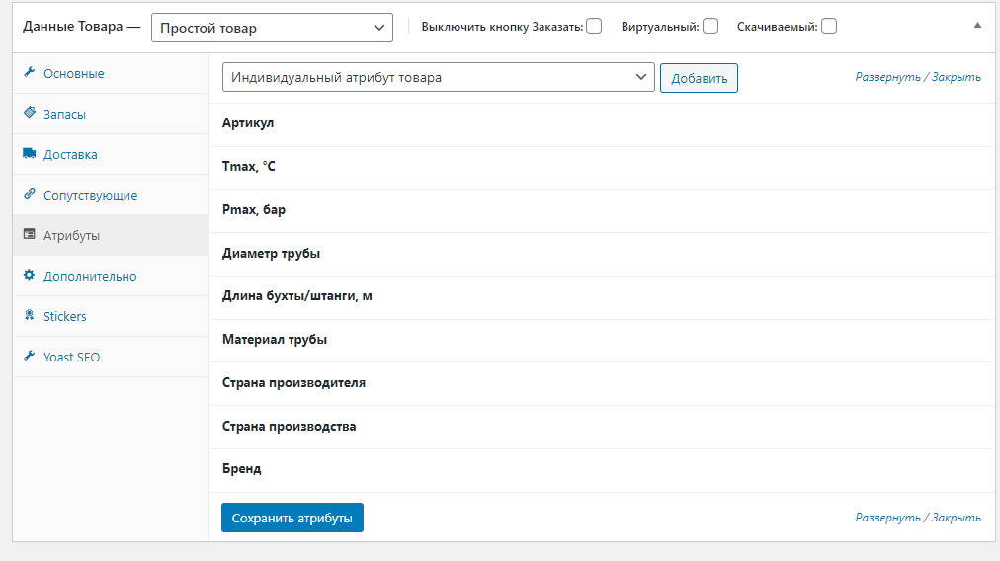 Данные Товара — Простой товар Выключить кнопку Заказать: Виртуальный: Скачиваемый:
Основные
Запасы
Доставка
Сопутствующие
Атрибуты
Дополнительно
Stickers
Yoast SEO
Индивидуальный атрибут товара Добавить Развернуть / Закрыть
Артикул
Tmax, °C
Pmax, бар
Диаметр трубы
Длина бухты/штанги, м
Материал трубы
Страна производителя
Страна производства
Бренд
Сохранить атрибуты Развернуть / Закрыть